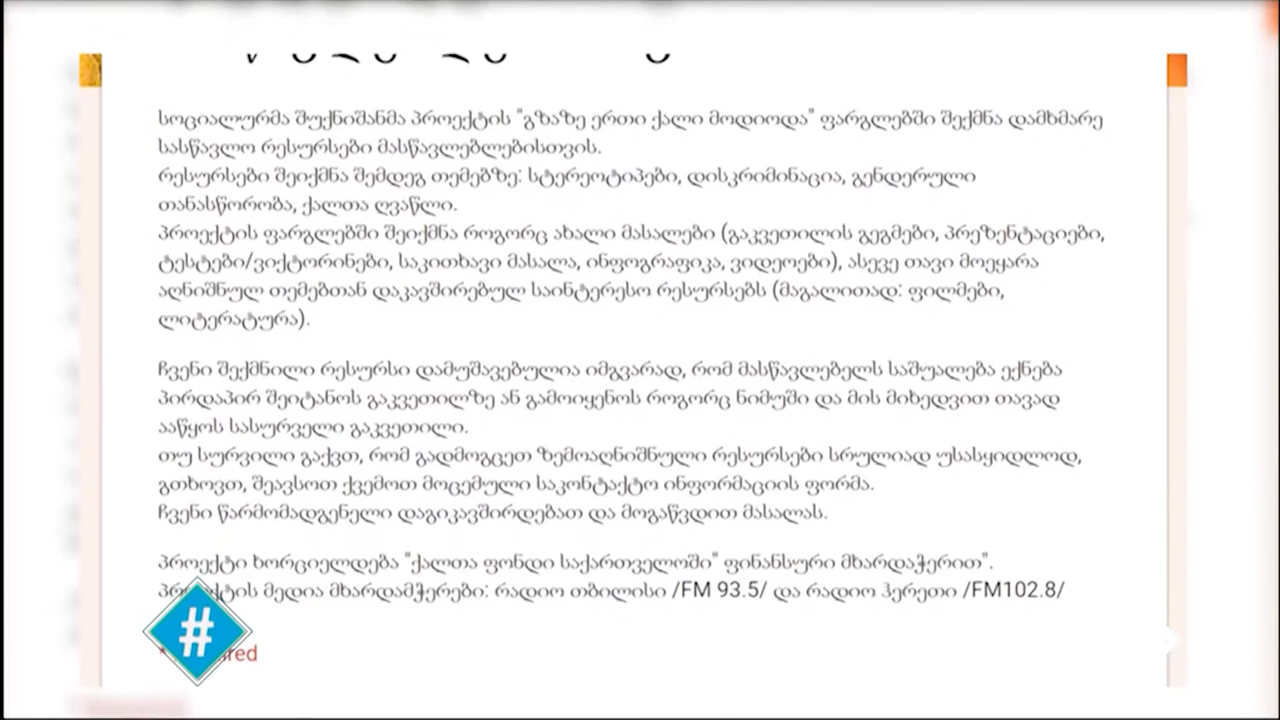 სოციალურმა შუქნიშანმა პროექტის "გზაზე ერთი ქალი მოდიოდა" ფარგლებში შექმნა დამხმარე
სასწავლო რესურსები მასწავლებლებისთვის.
რესურსები შეიქმნა შემდეგ თემებზე: სტერეოტიპები, დისკრიმინაცია, გენდერული
თანასწორობა, ქალთა ღვაწლი.
პროექტის ფარგლებში შეიქმნა როგორც ახალი მასალები (გაკვეთილის გეგმები, პრეზენტაციები,
ტესტები/ვიქტორინები, საკითხავი მასალა, ინფოგრაფიკა, ვიდეოები), ასევე თავი მოეყარა
აღნიშნულ თემებთან დაკავშირებულ საინტერესო რესურსებს (მაგალითად: ფილმები,
ლიტერატურა).
ჩვენი შექმნილი რესურსი დამუშავებულია იმგვარად, რომ მასწავლებელს საშუალება ექნება
პირდაპირ შეიტანოს გაკვეთილზე ან გამოიყენოს როგორც ნიმუში და მის მიხედვით თავად
ააწყოს სასურველი გაკვეთილი.
თუ სურვილი გაქვთ, რომ გადმოგცეთ ზემოაღნიშნული რესურსები სრულიად უსასყიდლოდ,
გთხოვთ, შეავსოთ ქვემოთ მოცემული საკონტაქტო ინფორმაციის ფორმა.
ჩვენი წარმომადგენელი დაგიკავშირდებათ და მოგაწვდით მასალას.
პროექტი ხორციელდება "ქალთა ფონდი საქართველოში" ფინანსური მხარდაჭერით".
მედია მხარდამჭერები: რადიო თბილისი /FM 93.5/ და რადიო ჰერეთი /FM102.8/
#